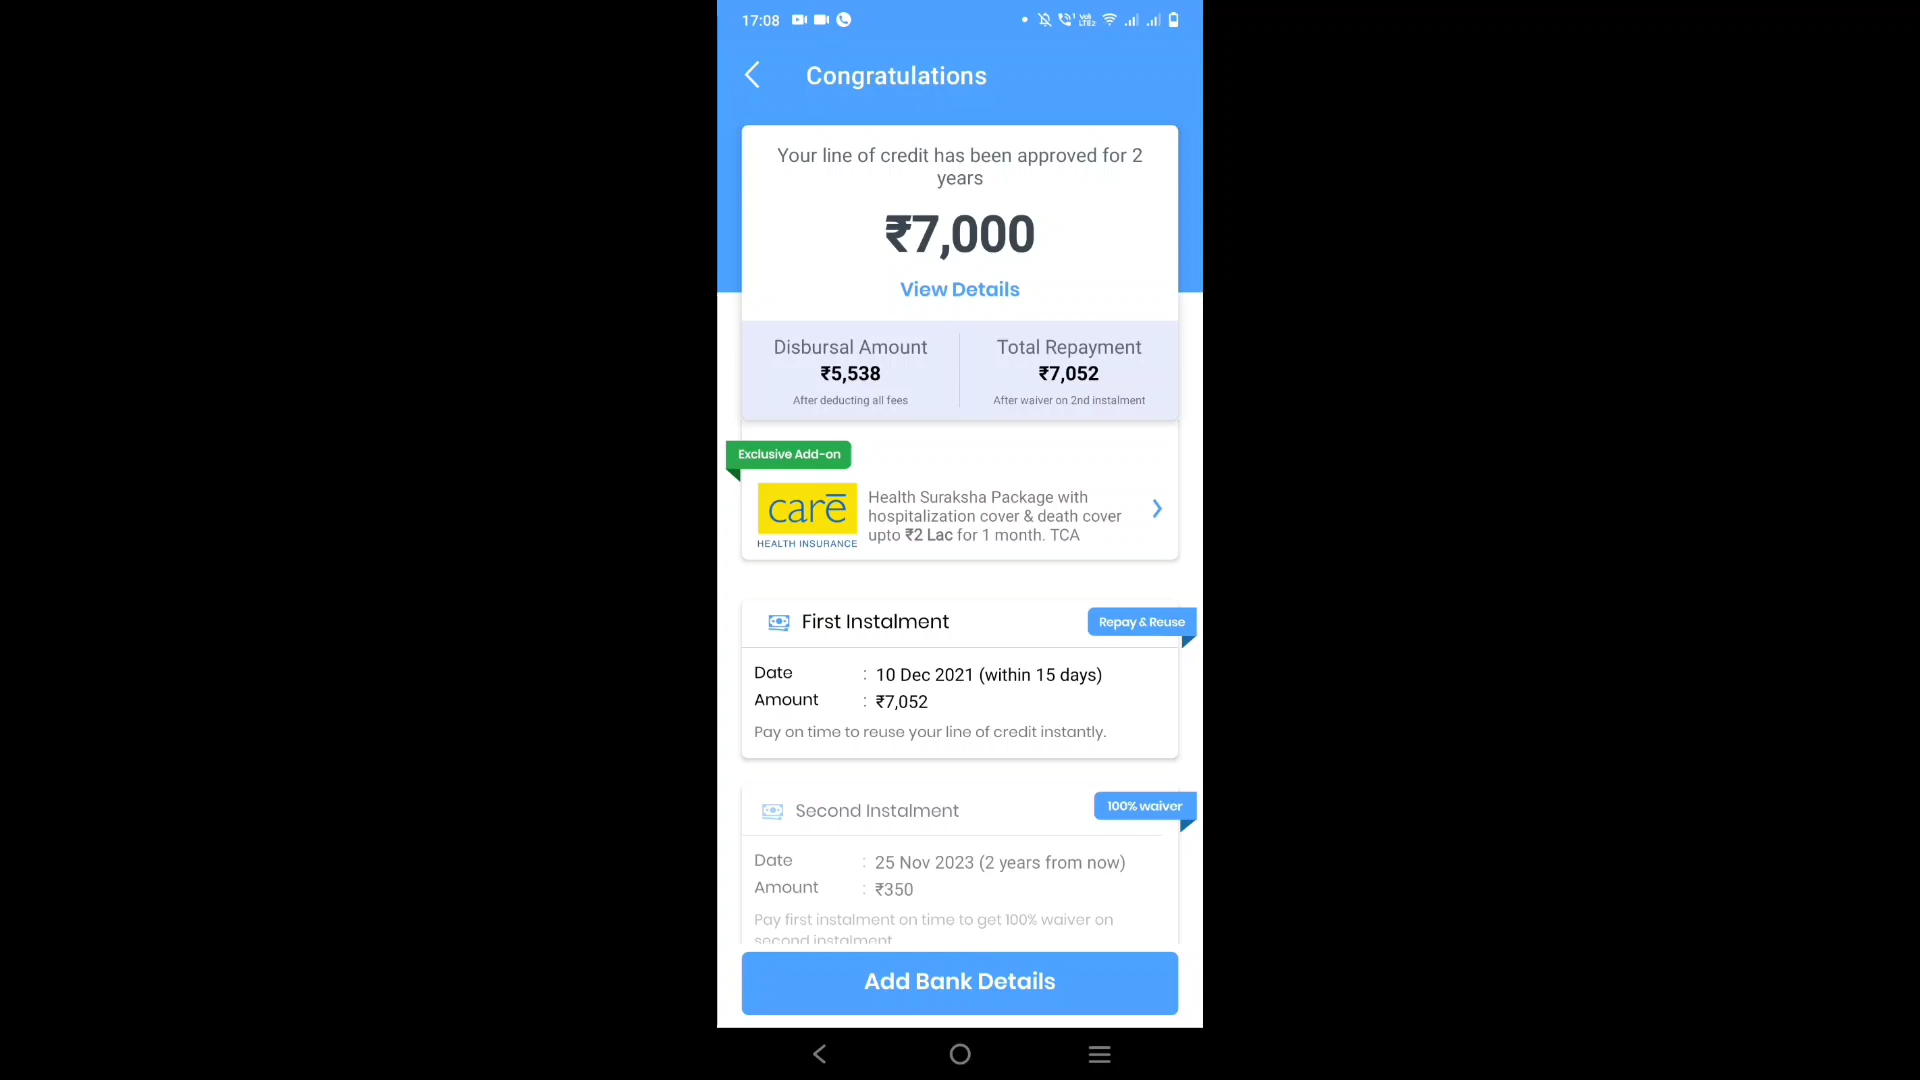 17:08
Congratulations
Your line of credit has been approved for 2
years
₹7,000
View Details
Disbursal Amount
₹5,538
After deducting all fees
Total Repayment
₹7,052
After waiver on 2nd instalment
Exclusive Add-on
care
HEALTH INSURANCE
Health Suraksha Package with
hospitalization cover & death cover
upto ₹2 Lac for 1 month. TCA
First Instalment
Repay & Reuse
Date : 10 Dec 2021 (within 15 days)
Amount : ₹7,052
Pay on time to reuse your line of credit instantly.
Second Instalment
100% waiver
Date : 25 Nov 2023 (2 years from now)
Amount : ₹350
Pay first instalment on time to get 100% waiver on
second instalment
Add Bank Details